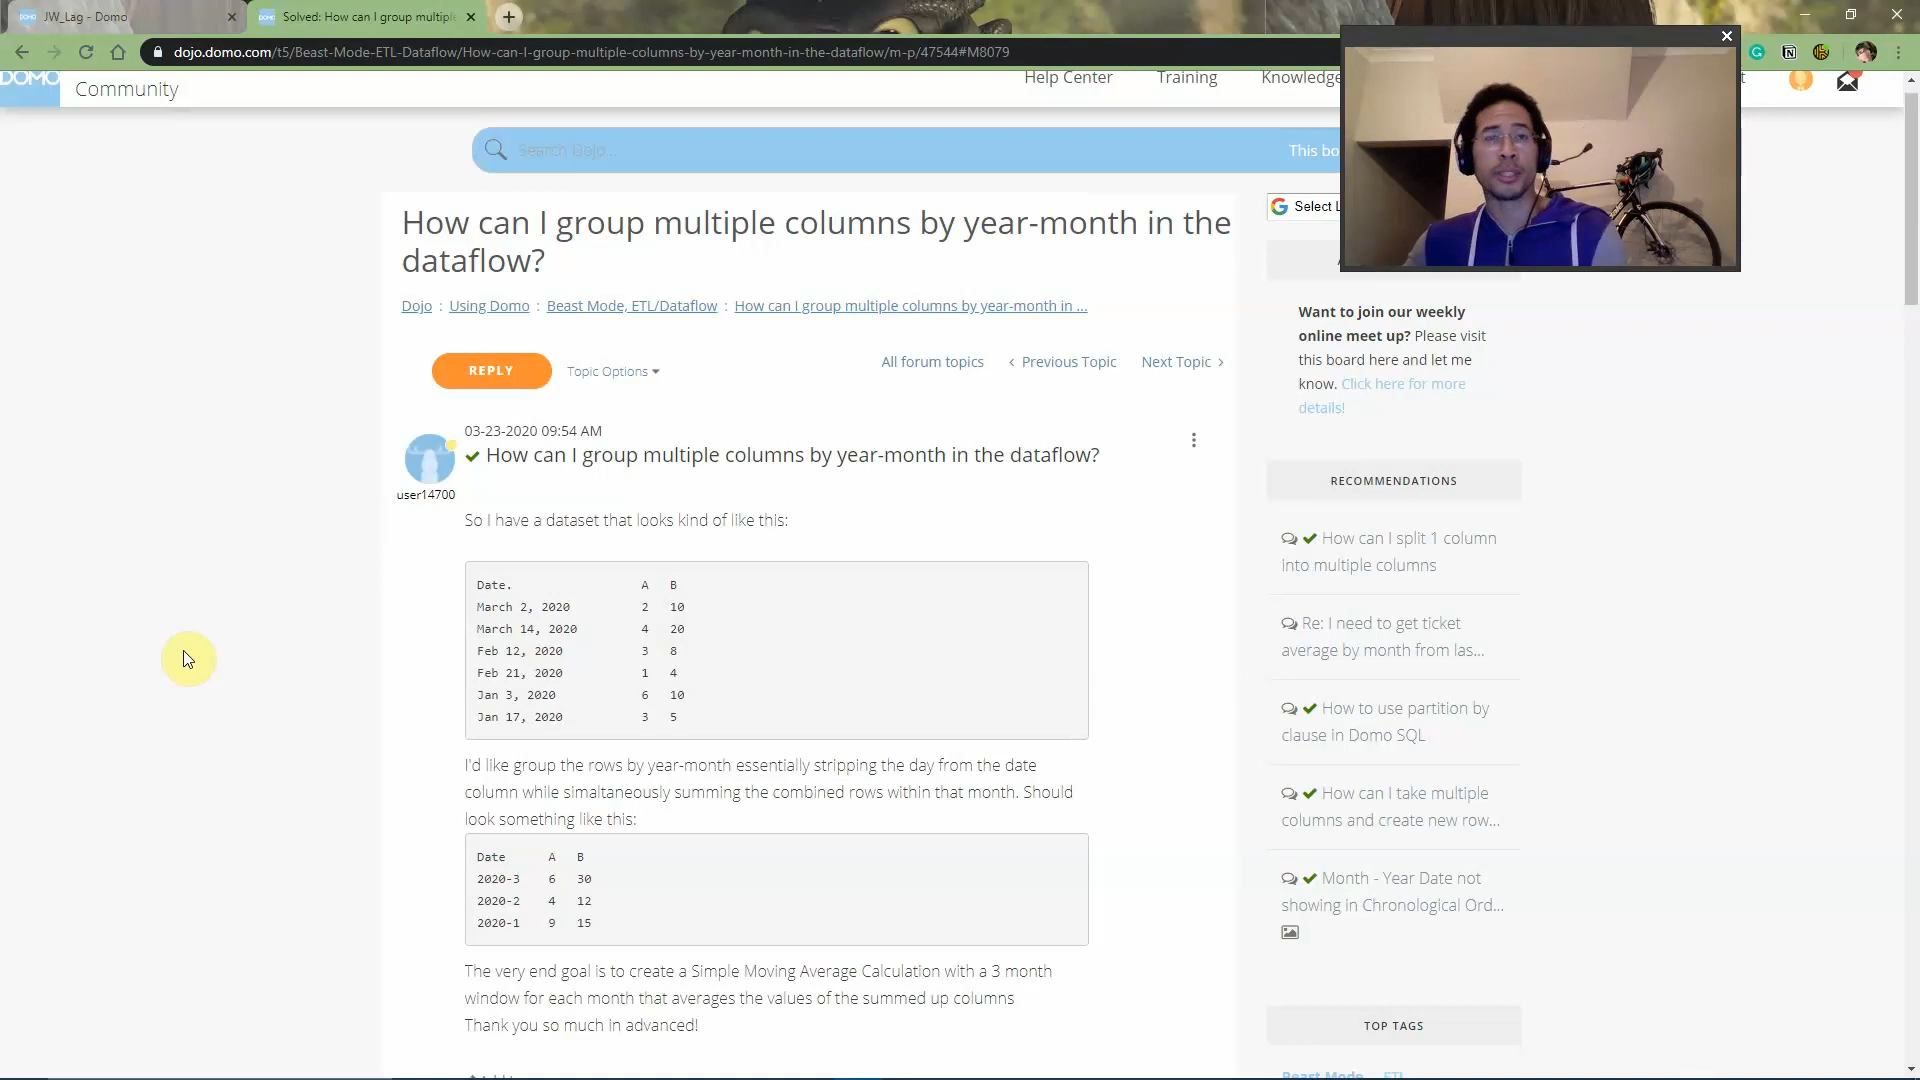 JW_Lag - Domo
Solved: How can I group multiple
dojo.domo.com/t5/Beast-Mode-ETL-Dataflow/How-can-I-group-multiple-columns-by-year-month-in-the-dataflow/m-p/47544#M8079
DOMO
Community
Help Center
Training
Knowledge
Search Dojo...
This bo
How can I group multiple columns by year-month in the
dataflow?
Select L
Dojo : Using Domo : Beast Mode, ETL/Dataflow : How can I group multiple columns by year-month in ...
REPLY
Topic Options
All forum topics
Previous Topic
Next Topic
Want to join our weekly
online meet up? Please visit
this board here and let me
know. Click here for more
details!
03-23-2020 09:54 AM
How can I group multiple columns by year-month in the dataflow?
user14700
So I have a dataset that looks kind of like this:
Date. A B
March 2, 2020 2 10
March 14, 2020 4 20
Feb 12, 2020 3 8
Feb 21, 2020 1 4
Jan 3, 2020 6 10
Jan 17, 2020 3 5
I'd like group the rows by year-month essentially stripping the day from the date
column while simaltaneously summing the combined rows within that month. Should
look something like this:
Date A B
2020-3 6 30
2020-2 4 12
2020-1 9 15
The very end goal is to create a Simple Moving Average Calculation with a 3 month
window for each month that averages the values of the summed up columns
Thank you so much in advanced!
RECOMMENDATIONS
How can I split 1 column
into multiple columns
Re: I need to get ticket
average by month from las...
How to use partition by
clause in Domo SQL
How can I take multiple
columns and create new row...
Month - Year Date not
showing in Chronological Ord...
TOP TAGS
Beast Mode ETL